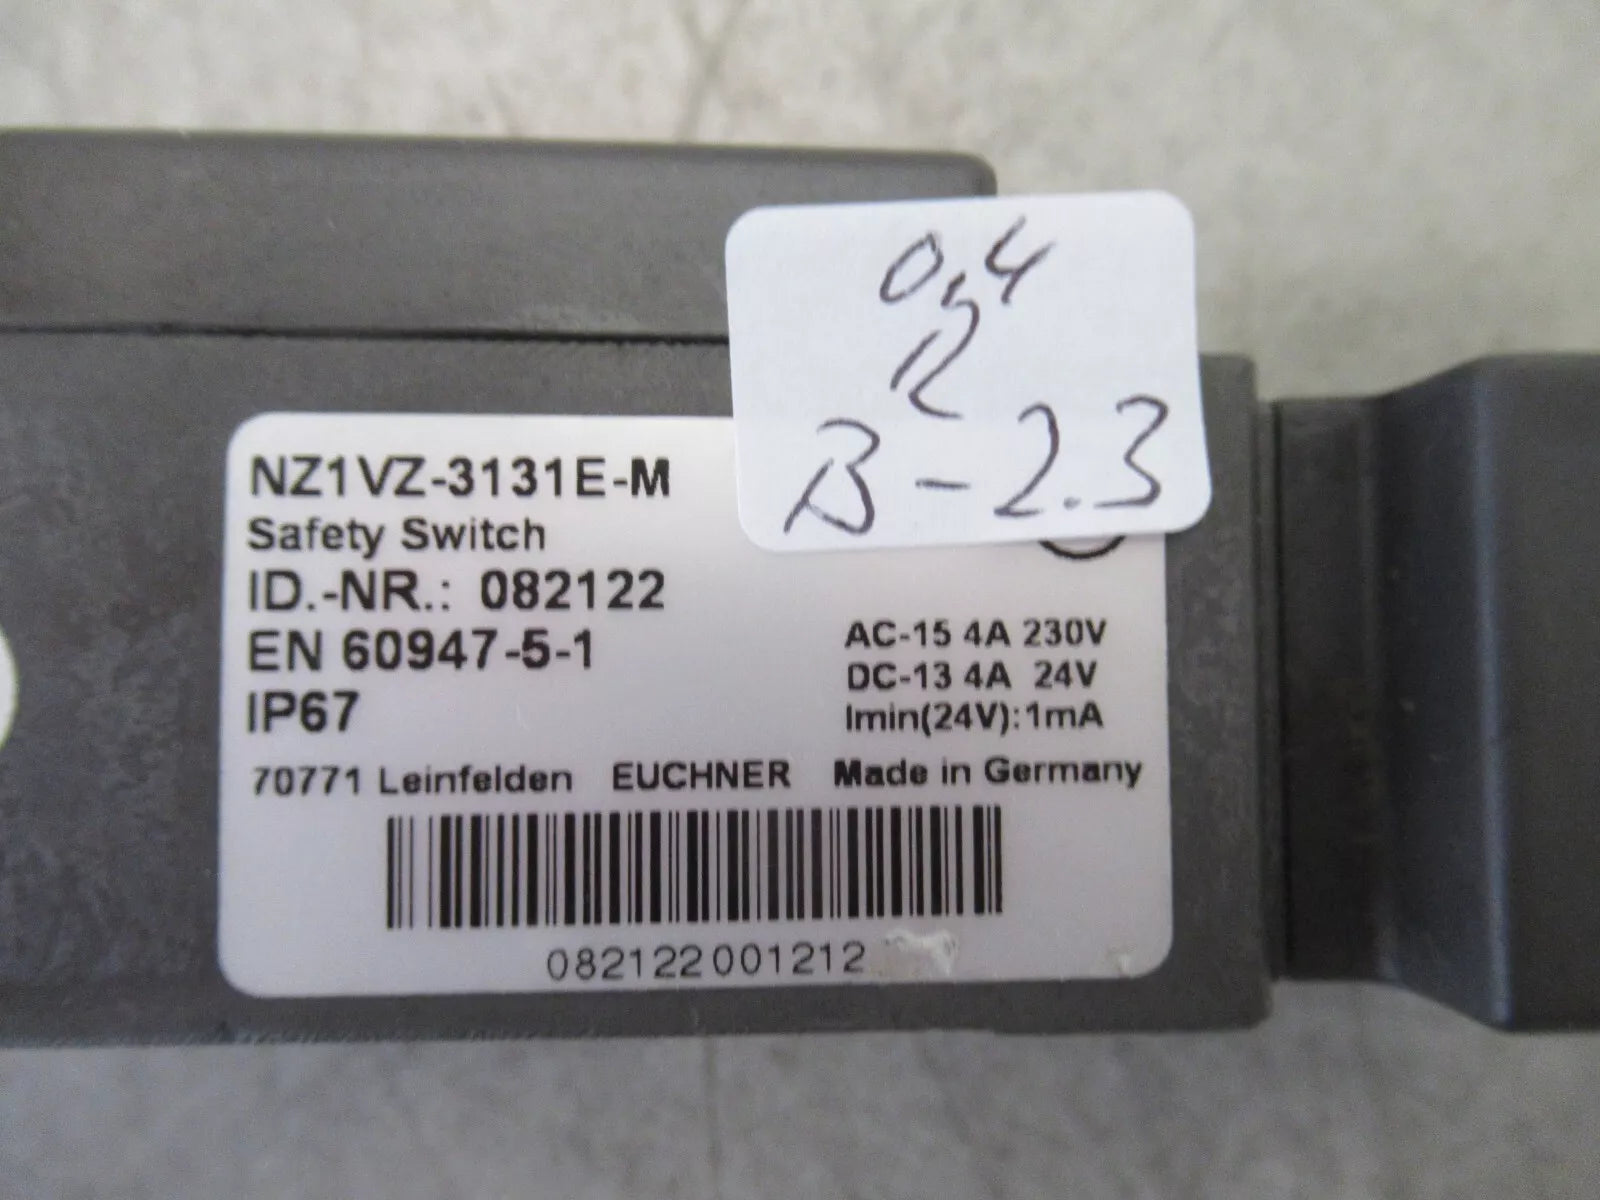 0,4
R
B-2.3
NZ1VZ-3131E-M
Safety Switch
ID.-NR.: 082122
EN 60947-5-1
IP67
AC-15 4A 230V
DC-13 4A 24V
Imin(24V): 1mA
70771 Leinfelden EUCHNER Made in Germany
082122001212